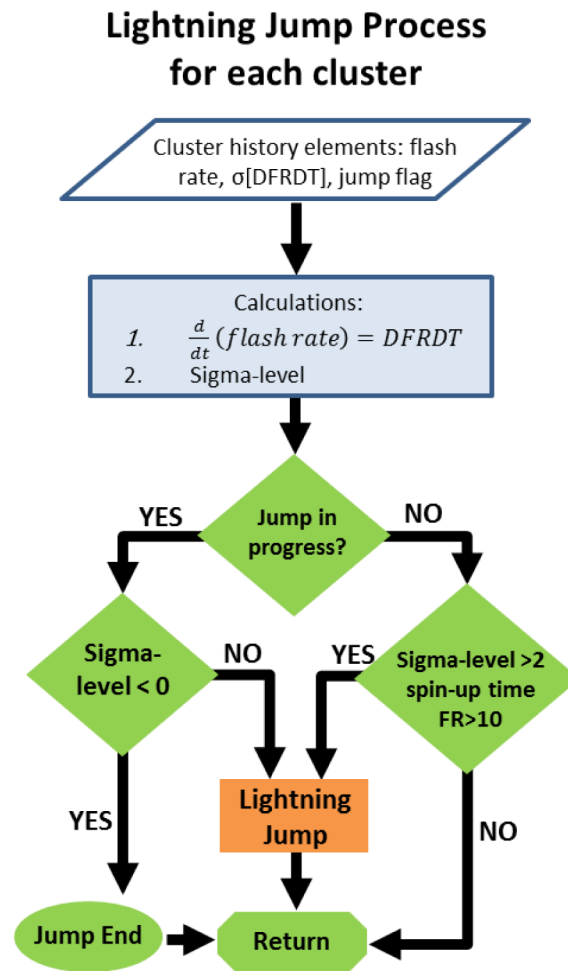 Lightning Jump Process
for each cluster
Cluster history elements: flash
rate, σ[DFRDT], jump flag
Calculations:
1. d/dt (flash rate) = DFRDT
2. Sigma-level
YES
NO
Jump in
progress?
Sigma-
level < 0
NO
YES
Sigma-level >2
spin-up time
FR>10
Lightning
Jump
YES
NO
Jump End
Return